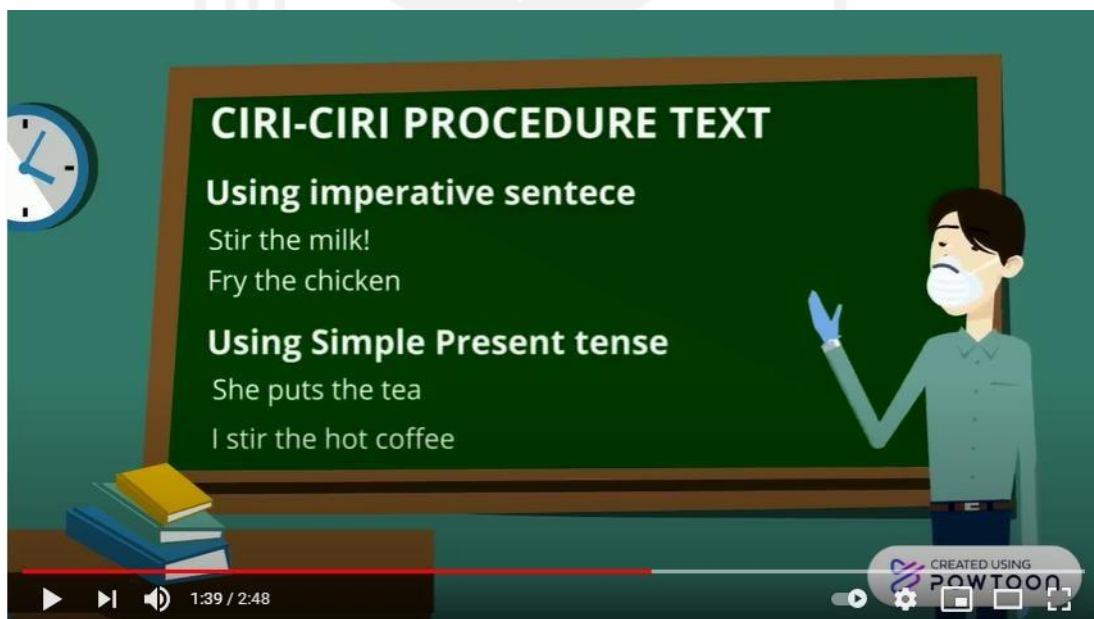 CIRI-CIRI PROCEDURE TEXT
Using imperative sentece
Stir the milk!
Fry the chicken
Using Simple Present tense
She puts the tea
I stir the hot coffee
CREATED USING
POWTOON
1:39 / 2:48